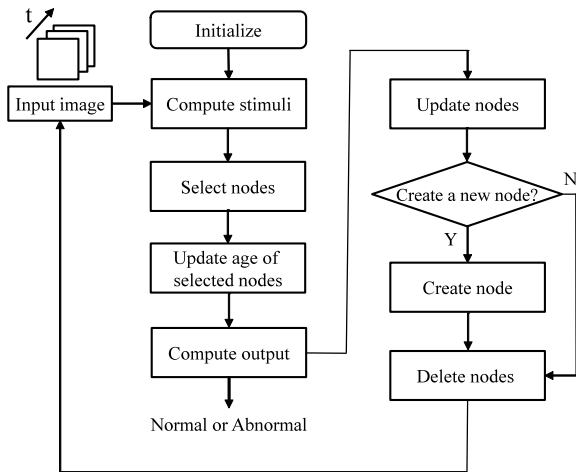 t
Initialize
Input image
Compute stimuli
Select nodes
Update age of
selected nodes
Compute output
Normal or Abnormal
Update nodes
Create a new node?
N
Y
Create node
Delete nodes